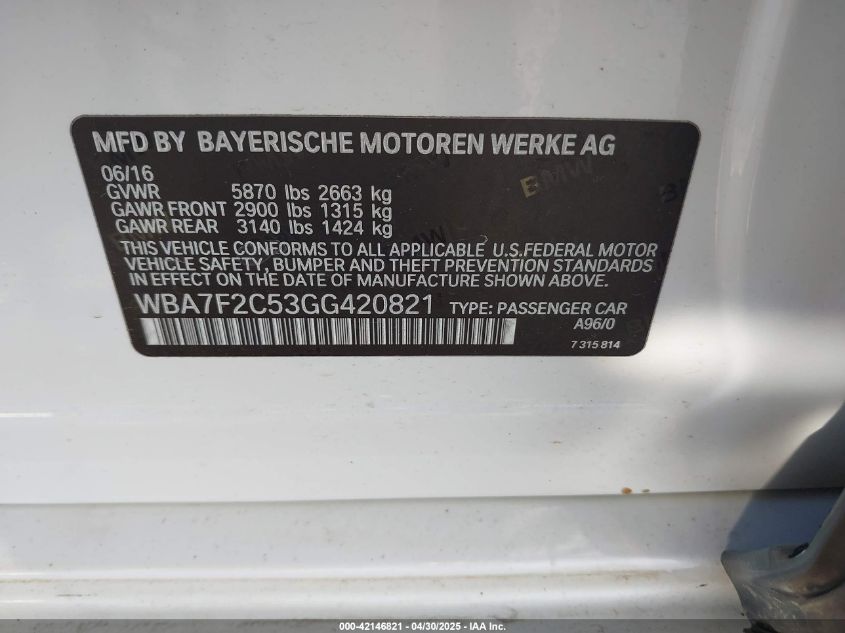 MFD BY BAYERISCHE MOTOREN WERKE AG
06/16
GVWR 5870 lbs 2663 kg
GAWR FRONT 2900 lbs 1315 kg
GAWR REAR 3140 lbs 1424 kg
THIS VEHICLE CONFORMS TO ALL APPLICABLE U.S.FEDERAL MOTOR
VEHICLE SAFETY, BUMPER AND THEFT PREVENTION STANDARDS
IN EFFECT ON THE DATE OF MANUFACTURE SHOWN ABOVE.
WBA7F2C53GG420821 TYPE: PASSENGER CAR
A96/0
7 315 814
BMW
000-42146821 | 04/30/2025 - IAA Inc.